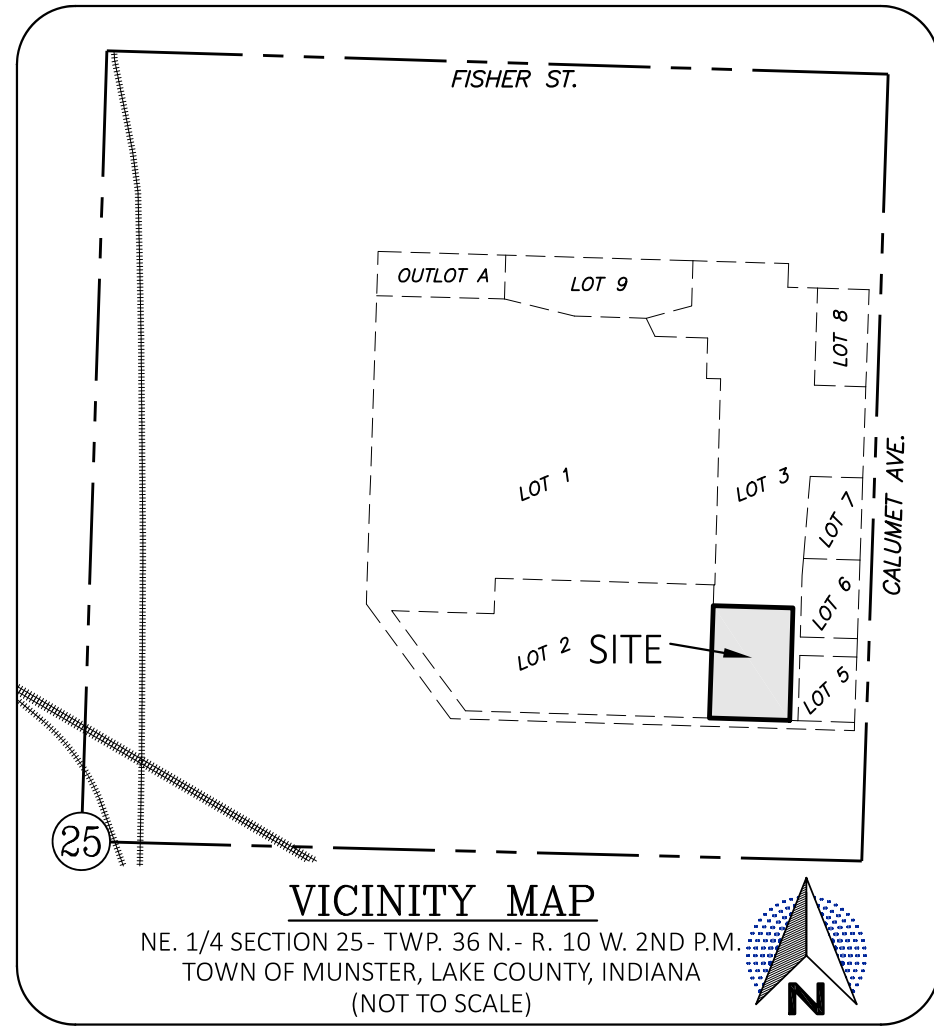 FISHER ST.
OUTLOT A
LOT 9
LOT 8
CALUMET AVE.
LOT 1
LOT 3
LOT 7
LOT 6
LOT 2
SITE
LOT 5
25
VICINITY MAP
NE. 1/4 SECTION 25- TWP. 36 N.- R. 10 W. 2ND P.M.
TOWN OF MUNSTER, LAKE COUNTY, INDIANA
(NOT TO SCALE)
N